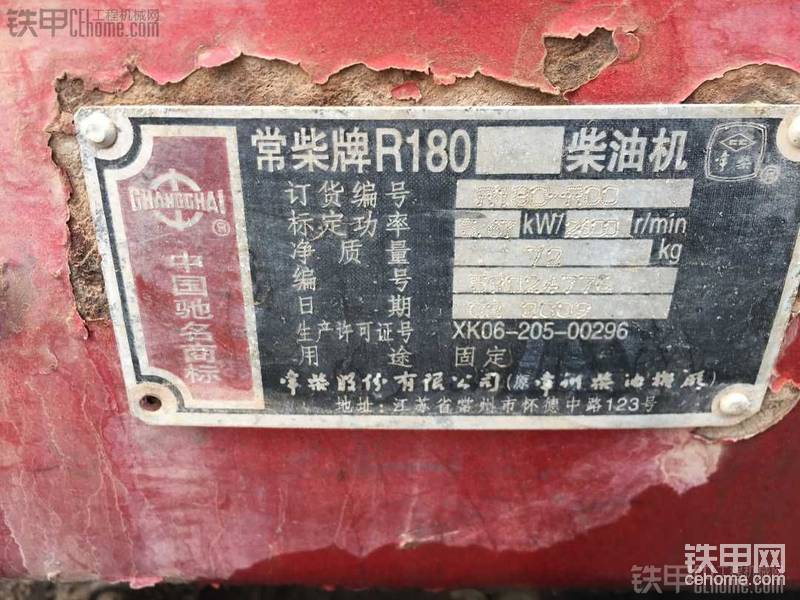 铁甲 工程机械网
CEhome.com
常柴牌R180 柴油机
CHANGCHAI
®
中国驰名商标
常柴
®
订货编号
标定功率 kW/2600 r/min
净质量 70 kg
编号
日期 2009
生产许可证号 XK06-205-00296
用途 固定
常柴股份有限公司(原常州柴油机厂)
地址:江苏省常州市怀德中路123号
铁甲网
cehome.com